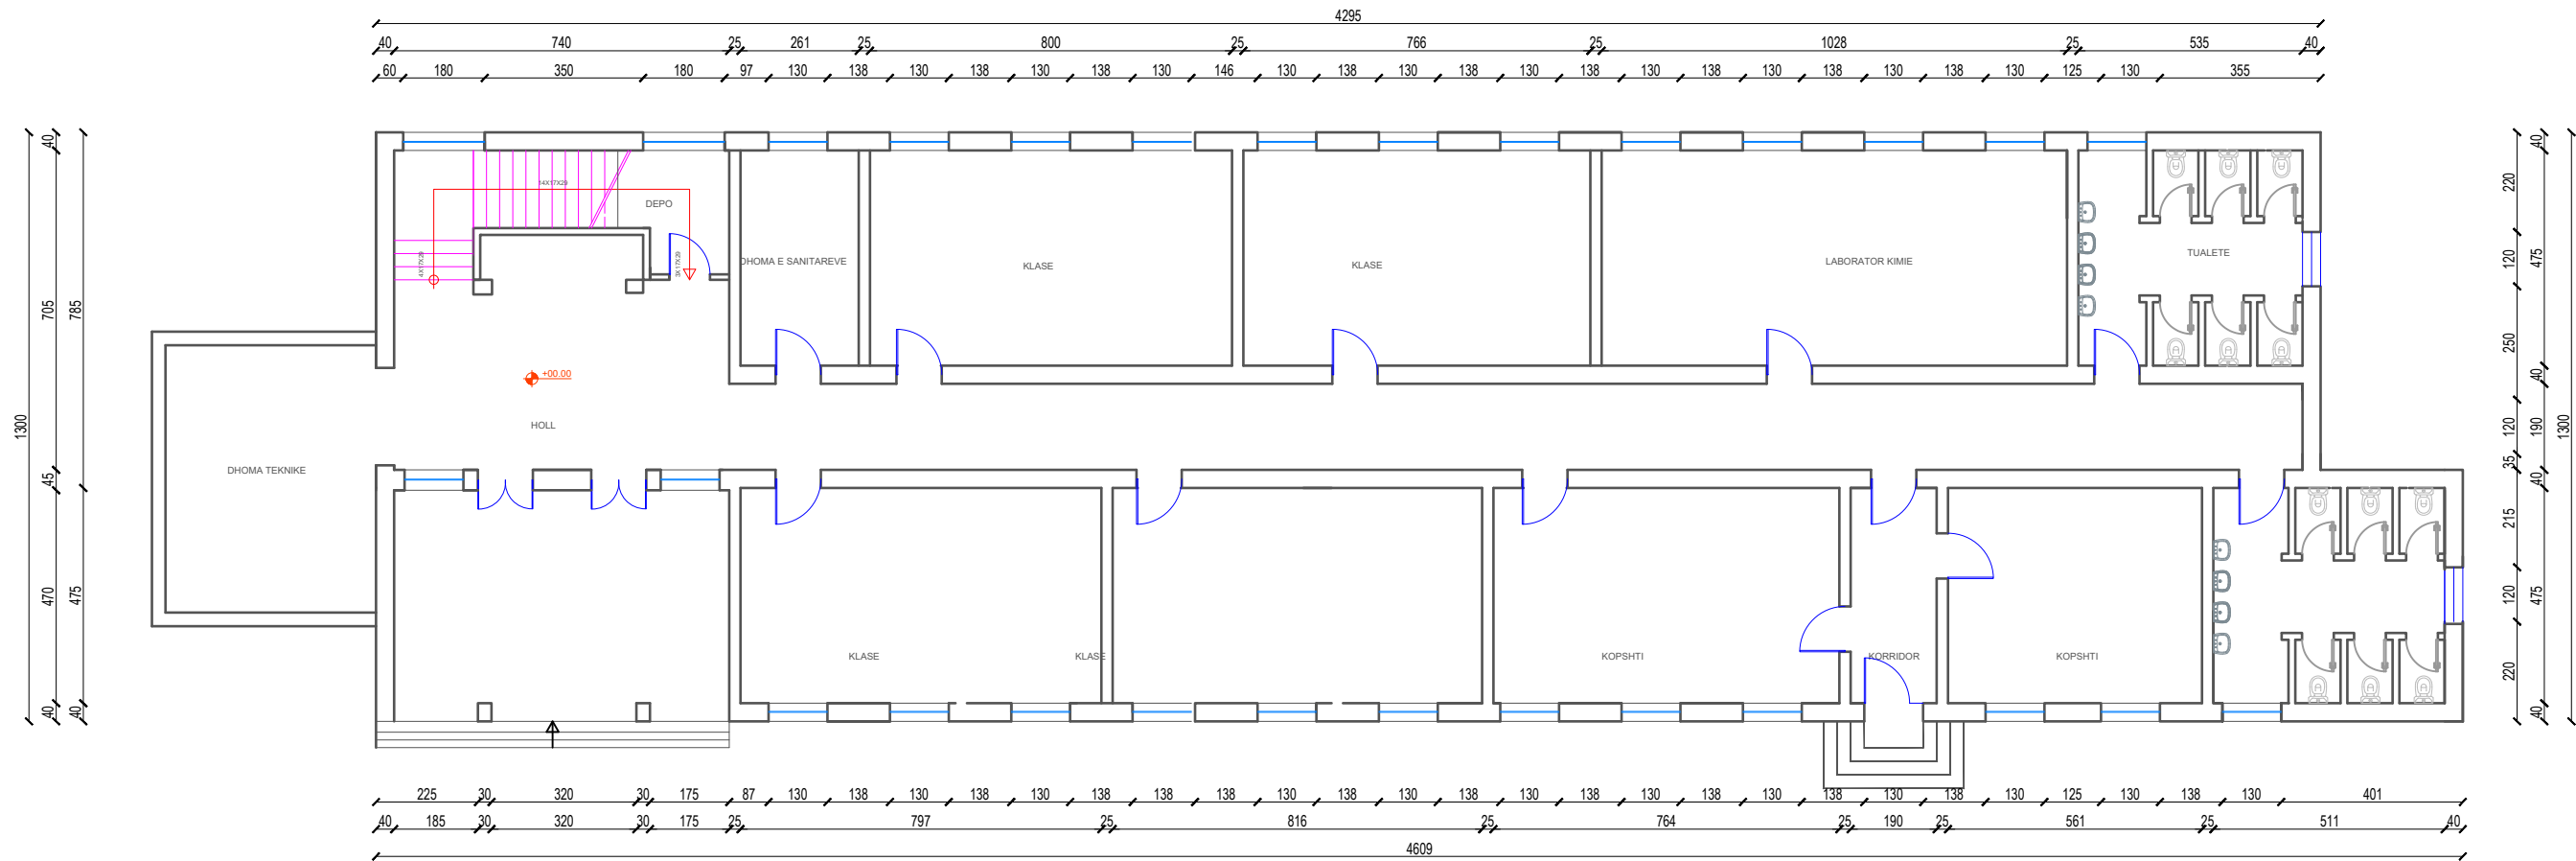 4295
40 740 25 261 25 800 25 766 25 1028 25 535 40
60 180 350 180 97 130 138 130 138 130 138 130 146 130 138 130 138 130 138 130 138 130 138 130 138 130 125 130 355
1300
40 705 45 470 40
785 475 40
220 120 250 120 35 215 120 220
40 475 40 190 40 475 40
1300
14X17X29
4X17X29
3X17X29
DEPO
DHOMA E SANITAREVE
KLASE
KLASE
LABORATOR KIMIE
TUALETE
+00.00
HOLL
DHOMA TEKNIKE
KLASE
KLASE
KOPSHTI
KORRIDOR
KOPSHTI
225 30 320 30 175 87 130 138 130 138 130 138 138 138 130 138 130 138 130 138 130 138 130 138 130 138 130 125 130 138 130 401
40 185 30 320 30 175 25 797 25 816 25 764 25 190 25 561 25 511 40
4609